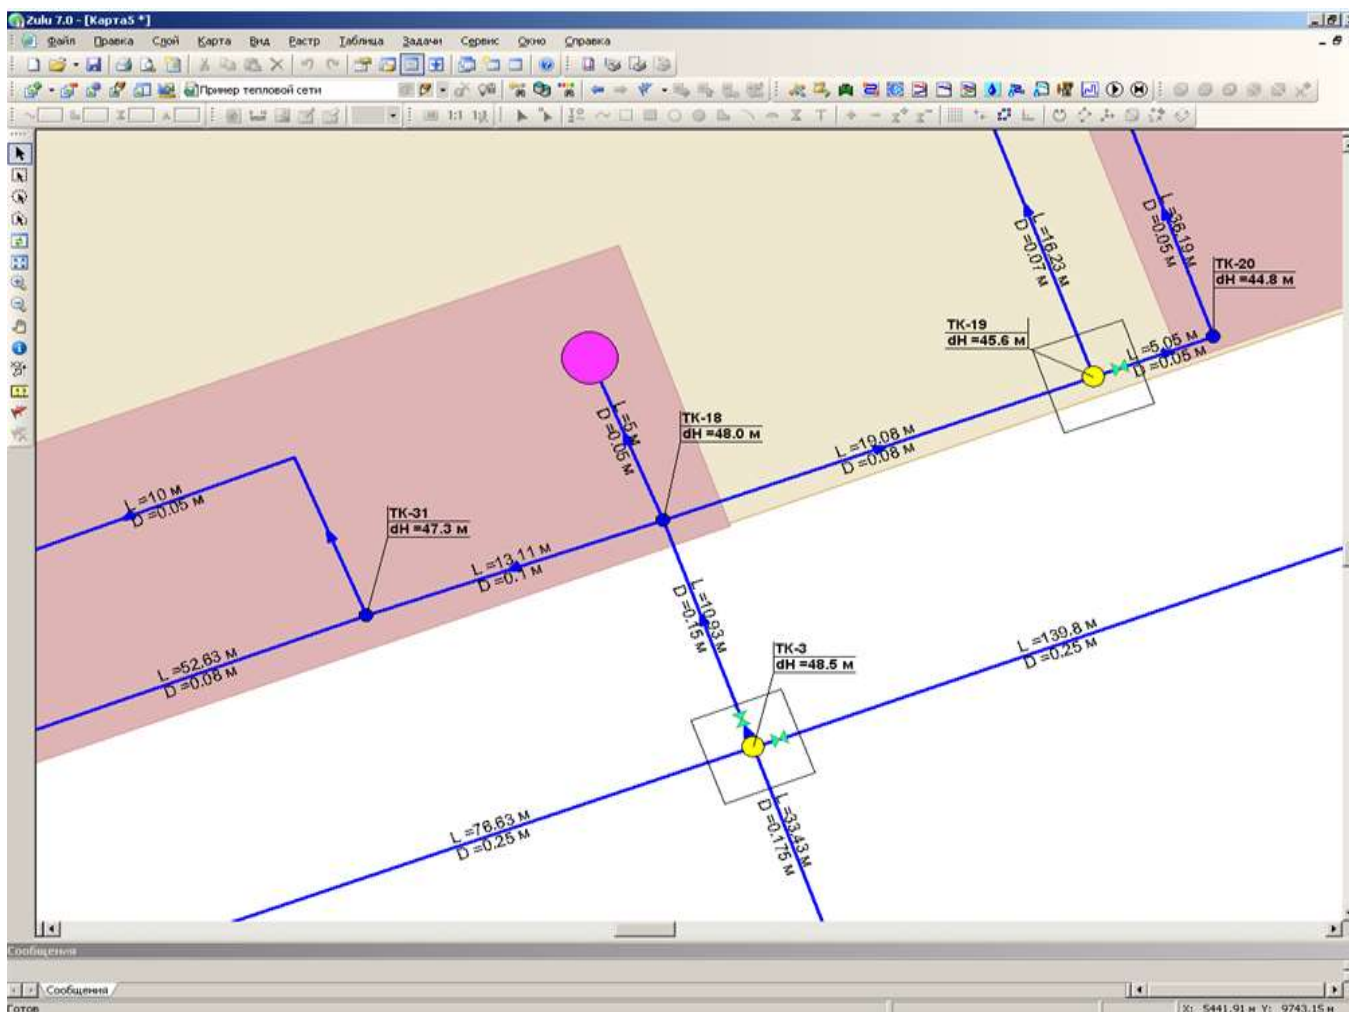 Zulu 7.0 - [Карта5 *]
Файл Правка Слой Карта Вид Растр Таблица Задачи Сервис Окно Справка
Пример тепловой сети
1:1
L =16.23 м
D =0.07 м
L =36.19 м
D =0.05 м
ТК-20
dH =44.8 м
ТК-19
dH =45.6 м
L =5.05 м
D =0.05 м
L =5 м
D =0.05 м
ТК-18
dH =48.0 м
L =19.08 м
D =0.08 м
L =10 м
D =0.05 м
ТК-31
dH =47.3 м
L =13.11 м
D =0.1 м
L =10.93 м
D =0.15 м
L =139.8 м
D =0.25 м
L =52.63 м
D =0.08 м
ТК-3
dH =48.5 м
L =76.63 м
D =0.25 м
L =33.43 м
D =0.175 м
Сообщения
Сообщения
Готов
X: 5441.91 м Y: 9743.15 м